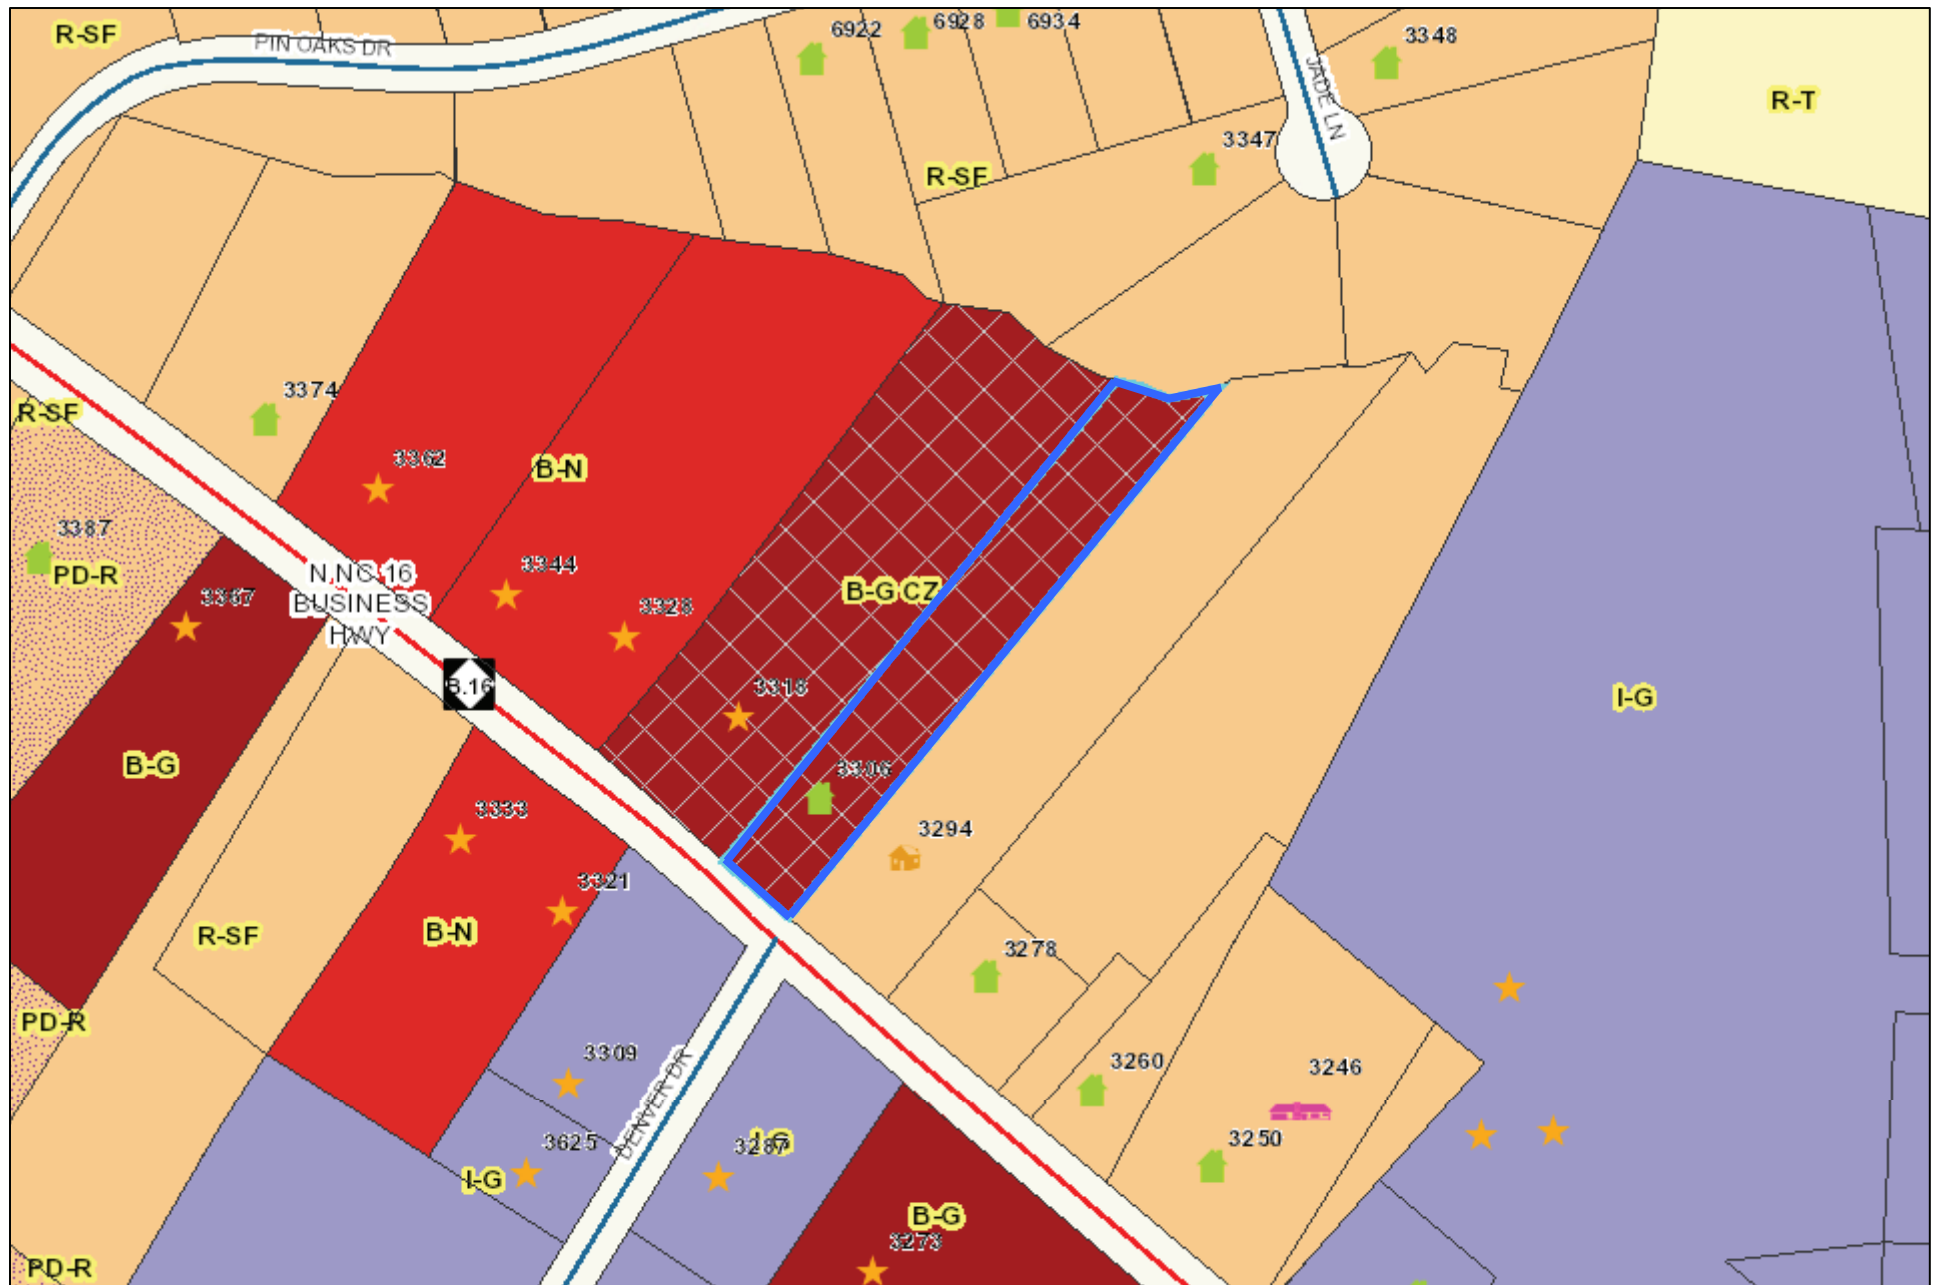 R-SF
PIN OAKS DR
6922
6928
6934
JADE LN
3348
R-T
3347
R-SF
3374
R-SF
3362
B-N
3387
PD-R
3367
N NC 16
BUSINESS
HWY
3344
3328
B-G CZ
B.16
3318
I-G
B-G
3306
3333
3294
3321
R-SF
B-N
3278
PD-R
3309
DENVER DR
3260
3246
3625
3287
I-G
3250
I-G
B-G
3273
PD-R